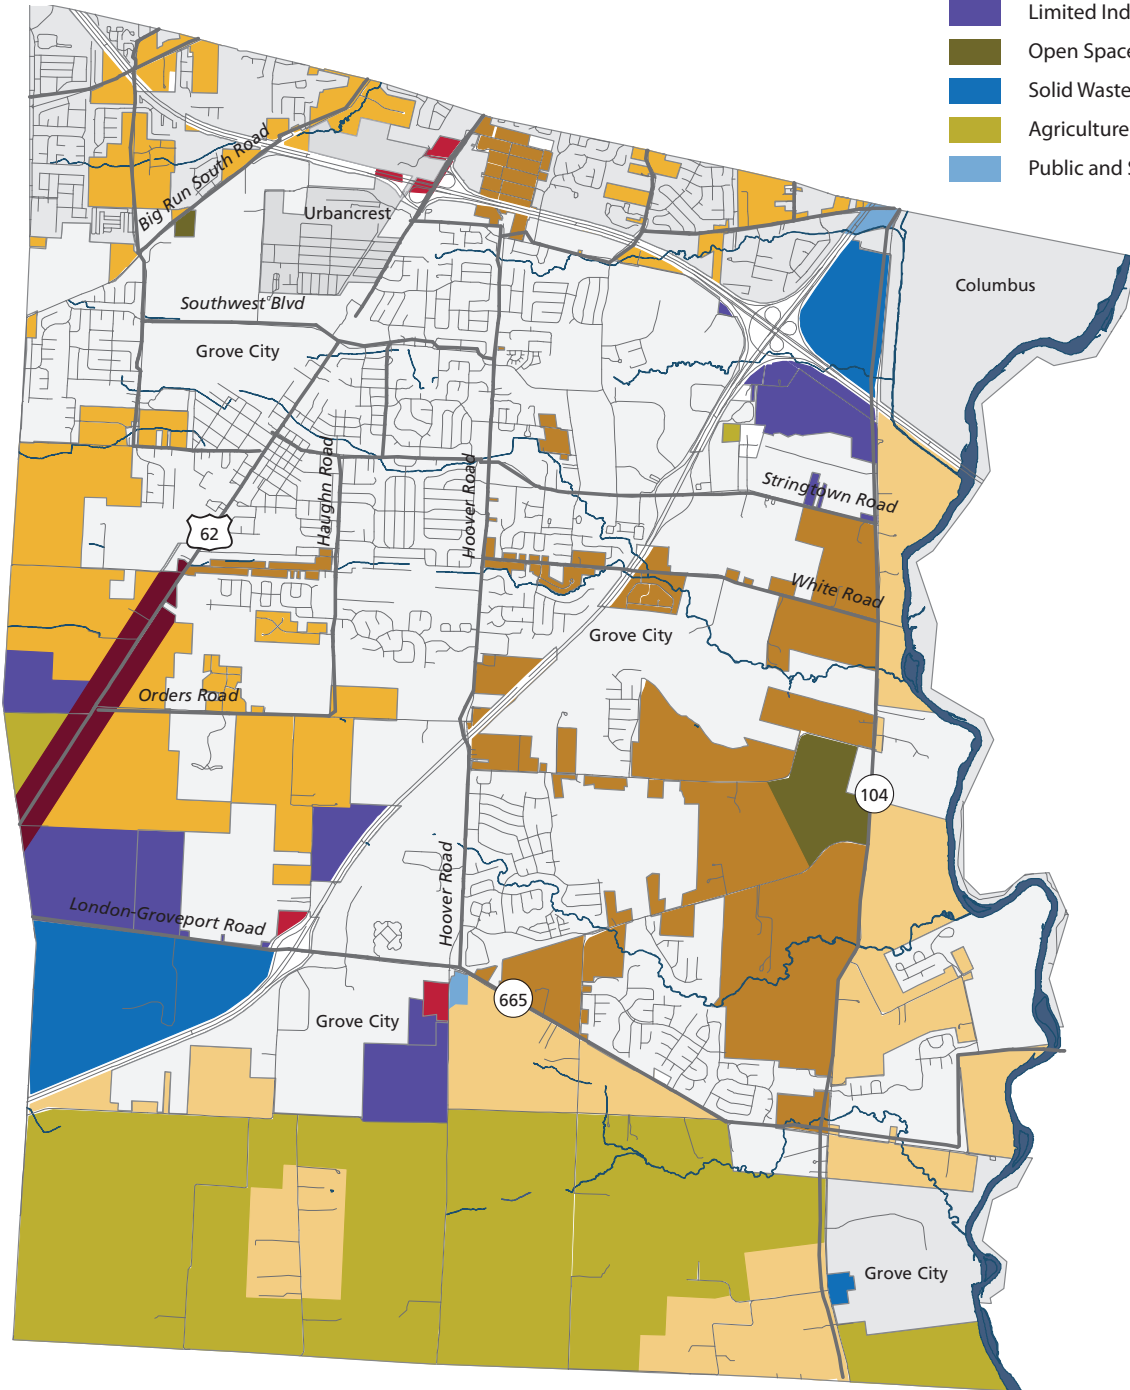 Limited Ind
Open Space
Solid Waste
Agriculture
Public and S
Big Run South Road
Urbancrest
Columbus
Southwest Blvd
Grove City
Haughn Road
Hoover Road
Stringtown Road
62
White Road
Grove City
Orders Road
104
Hoover Road
London-Groveport Road
665
Grove City
Grove City